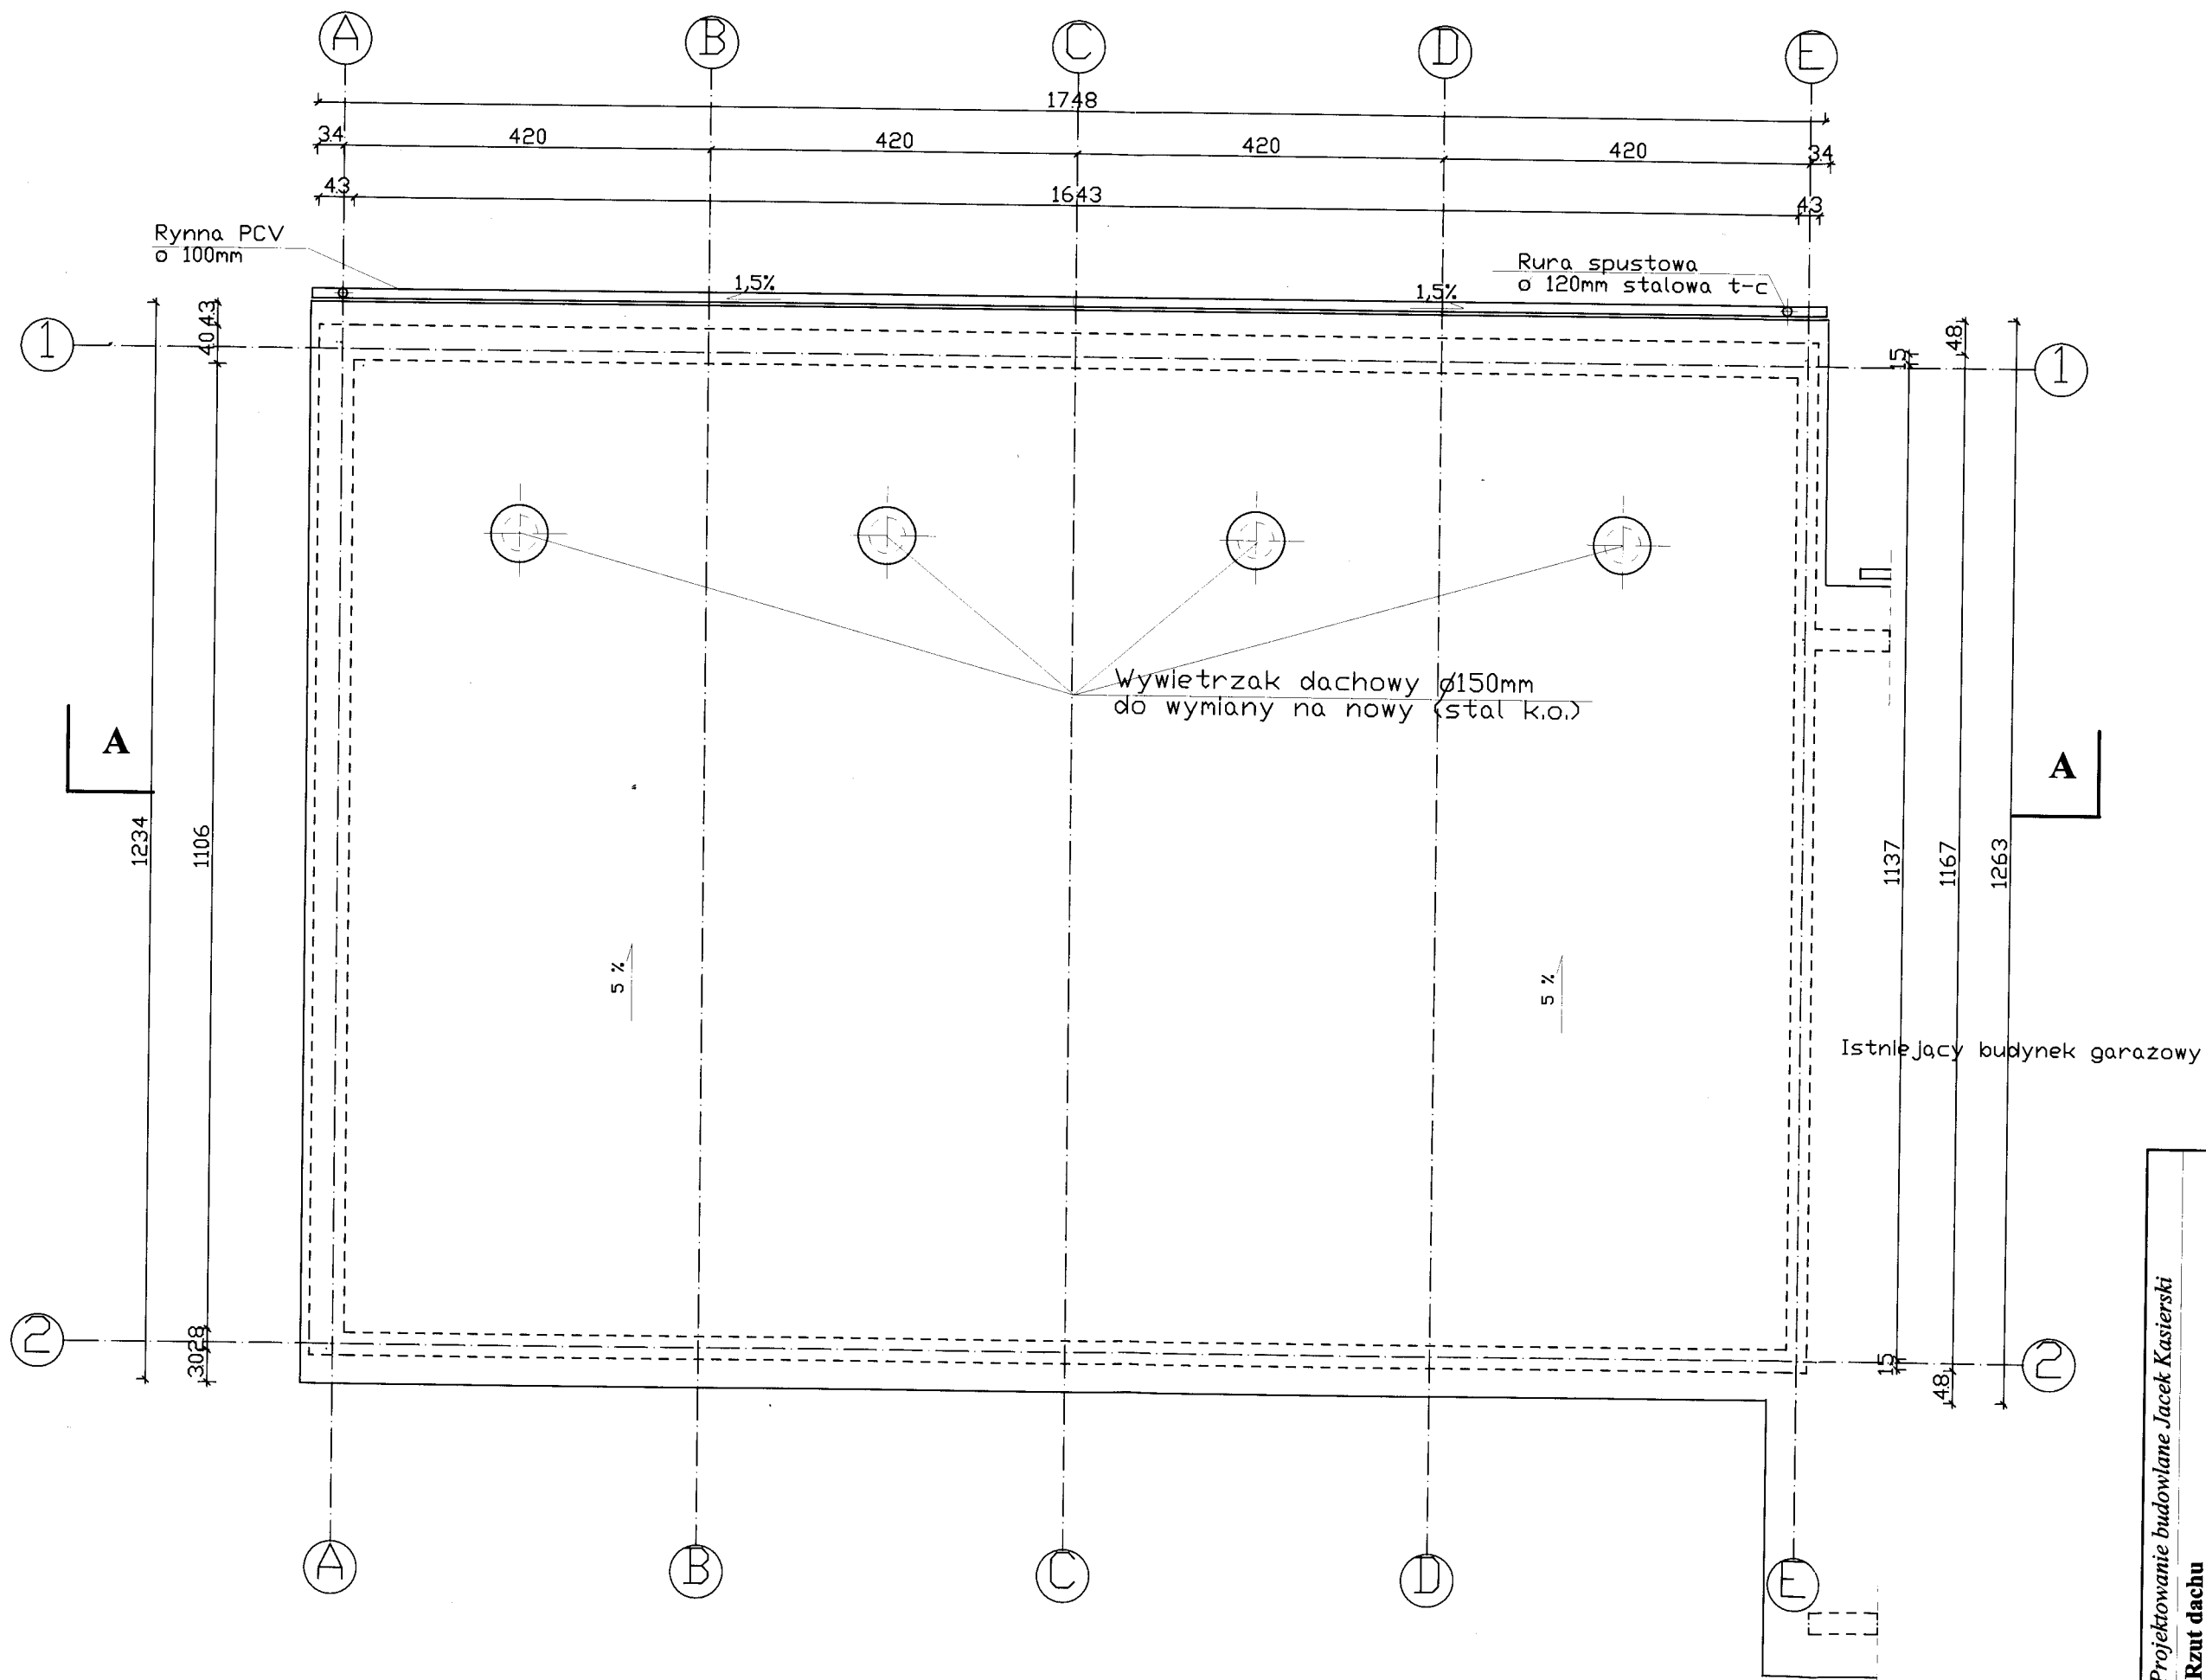 A B C D E
1748
34 420 420 420 420 34
43 1643 43
Rynna PCV
ø 100mm
Rura spustowa
ø 120mm stalowa t-c
1,5%
1,5%
1
1
43
40
1106
28
30
1234
15
48
1137
1167
1263
15
48
Wywietrzak dachowy ø150mm
do wymiany na nowy (stal k.o.)
A
A
5 %
5 %
Istniejący budynek garażowy
2
2
A B C D E
Projektowanie budowlane Jacek Kasierski
Rzut dachu